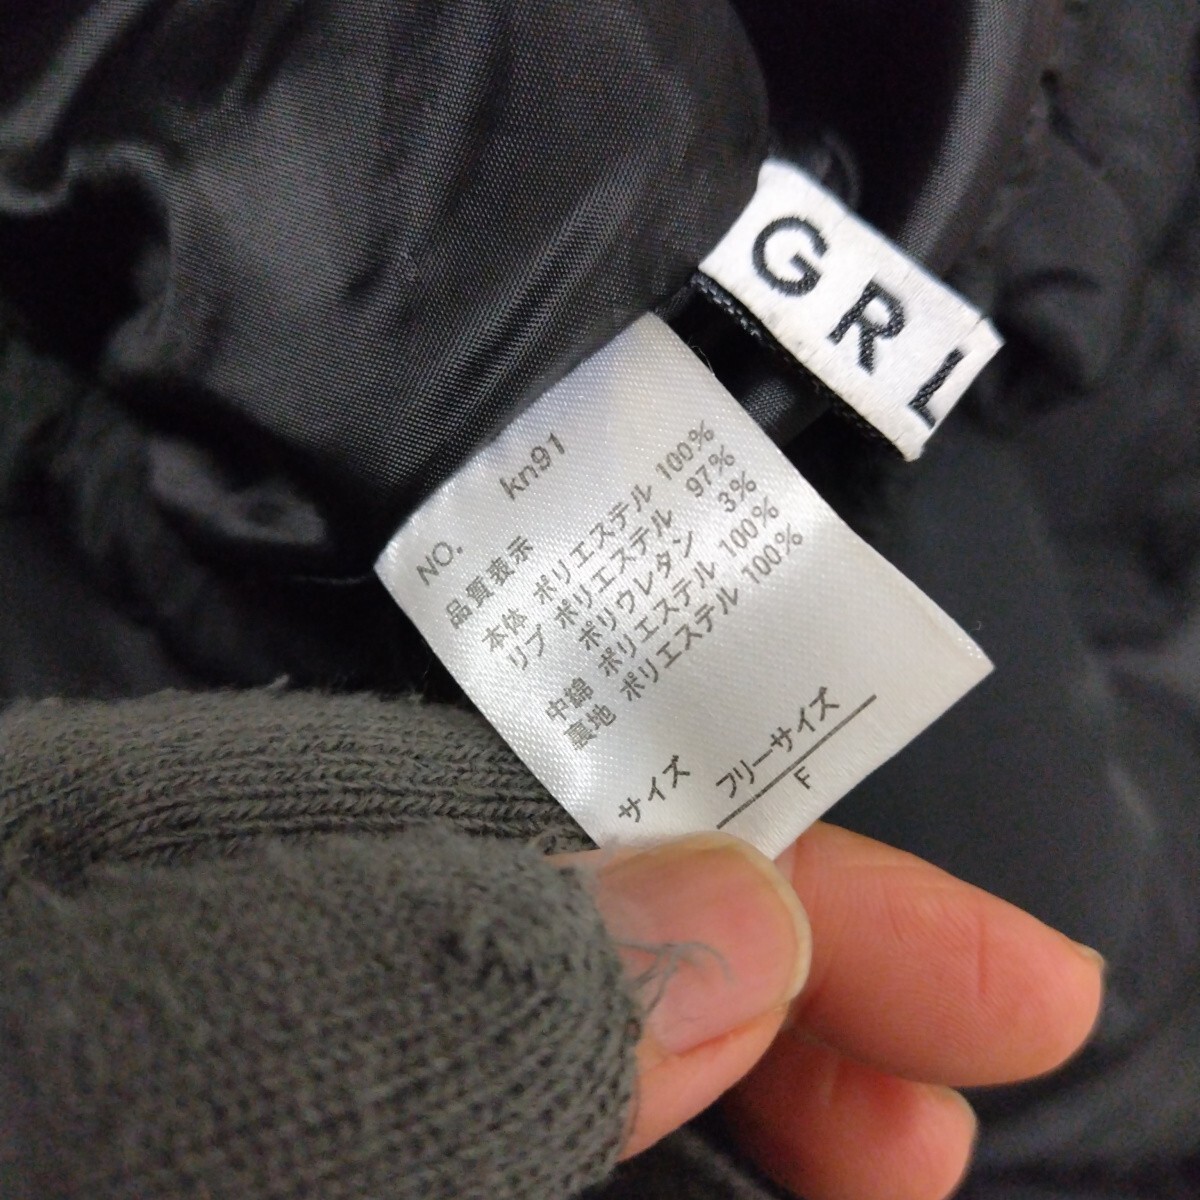 GRL
NO. kn91
品質表示
本体 ポリエステル 100%
リブ ポリエステル 97%
ポリウレタン 3%
中綿 ポリエステル 100%
裏地 ポリエステル 100%
サイズ フリーサイズ
F